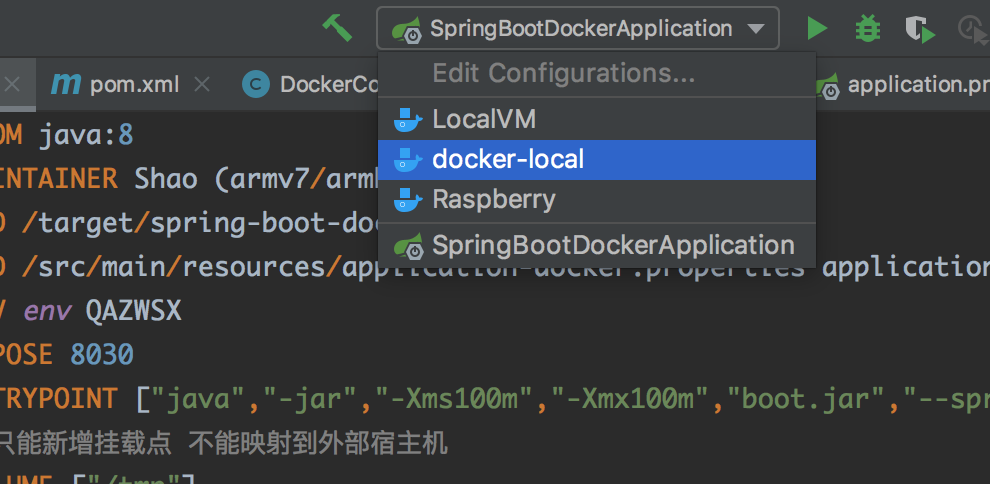 SpringBootDockerApplication
Edit Configurations...
pom.xml DockerCo application.pr
LocalVM
docker-local
Raspberry
SpringBootDockerApplication
OM java:8
INTAINER Shao (armv7/arm
D /target/spring-boot-do
D /src/main/resources/application-docker.properties application
V env QAZWSX
POSE 8030
TRYPOINT ["java","-jar","-Xms100m","-Xmx100m","boot.jar","--spr
只能新增挂载点 不能映射到外部宿主机
LUME ["/tmp"]